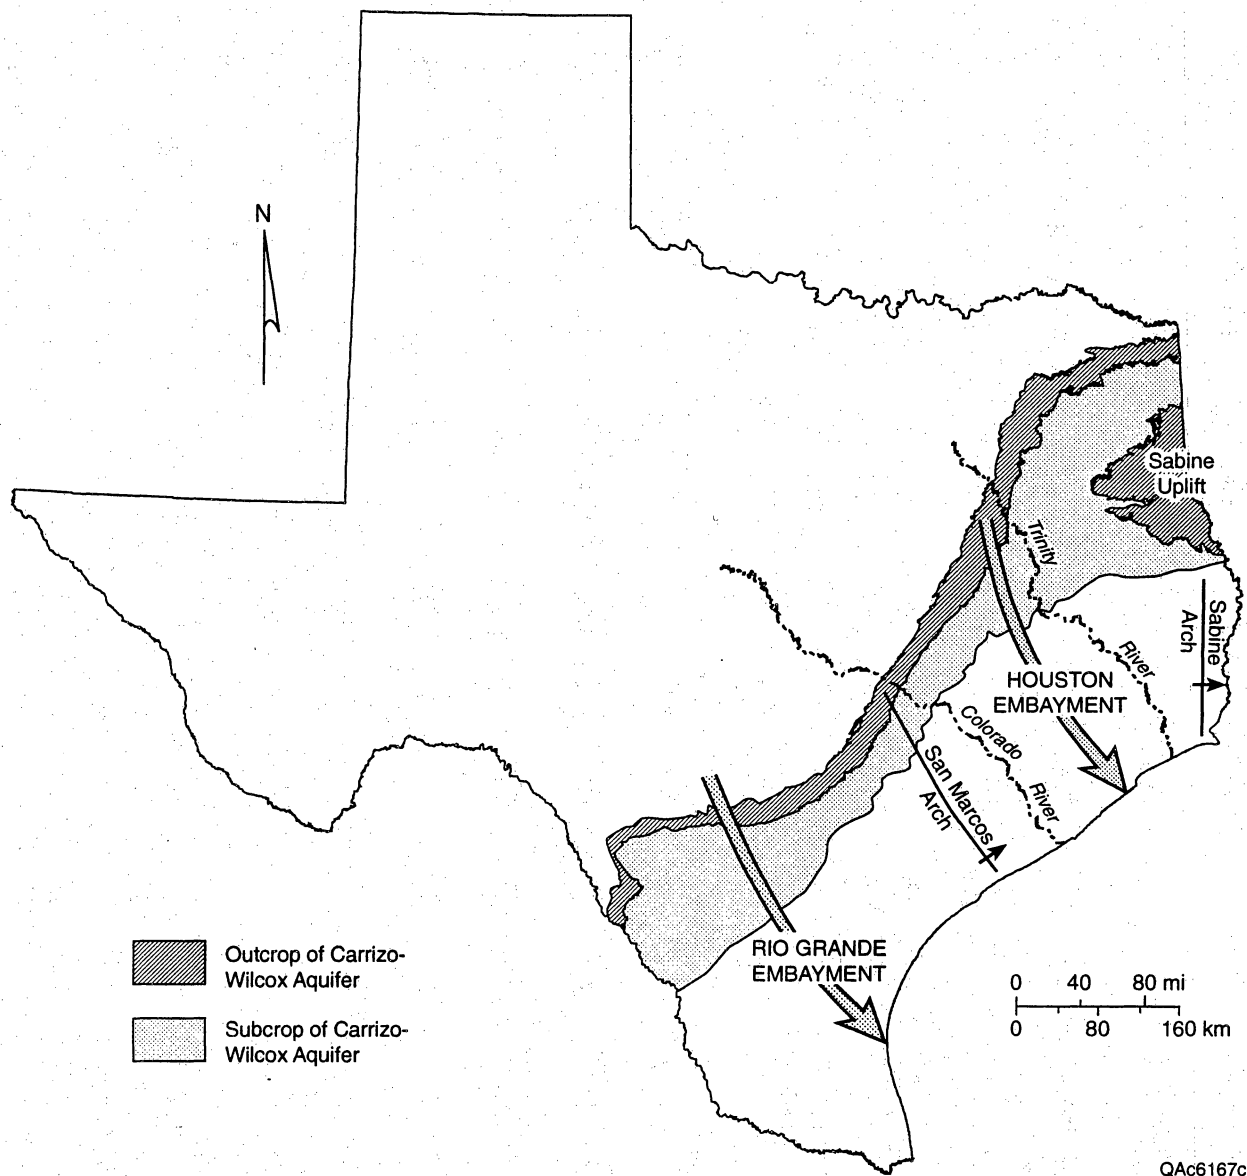 N
Sabine
Uplift
Trinity
River
Sabine
Arch
HOUSTON
EMBAYMENT
Colorado
River
San Marcos
Arch
RIO GRANDE
EMBAYMENT
Outcrop of Carrizo-
Wilcox Aquifer
Subcrop of Carrizo-
Wilcox Aquifer
0 40 80 mi
0 80 160 km
QAc6167c